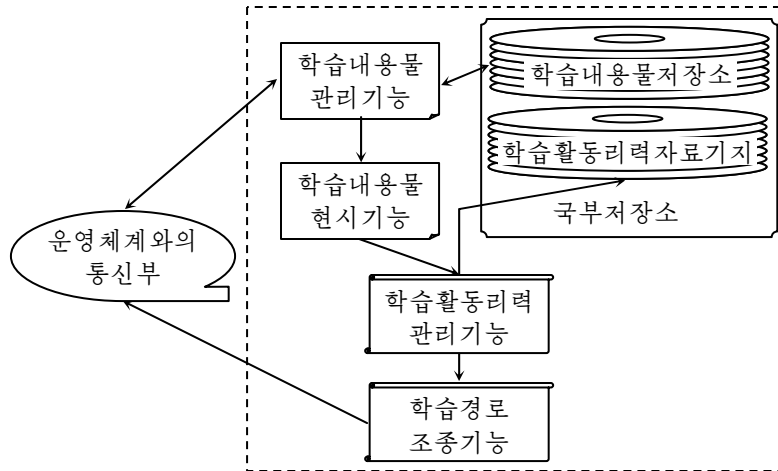 학습내용물
관리기능
학습내용물저장소
학습활동리력자료기지
국부저장소
학습내용물
현시기능
운영체계와의
통신부
학습활동리력
관리기능
학습경로
조종기능